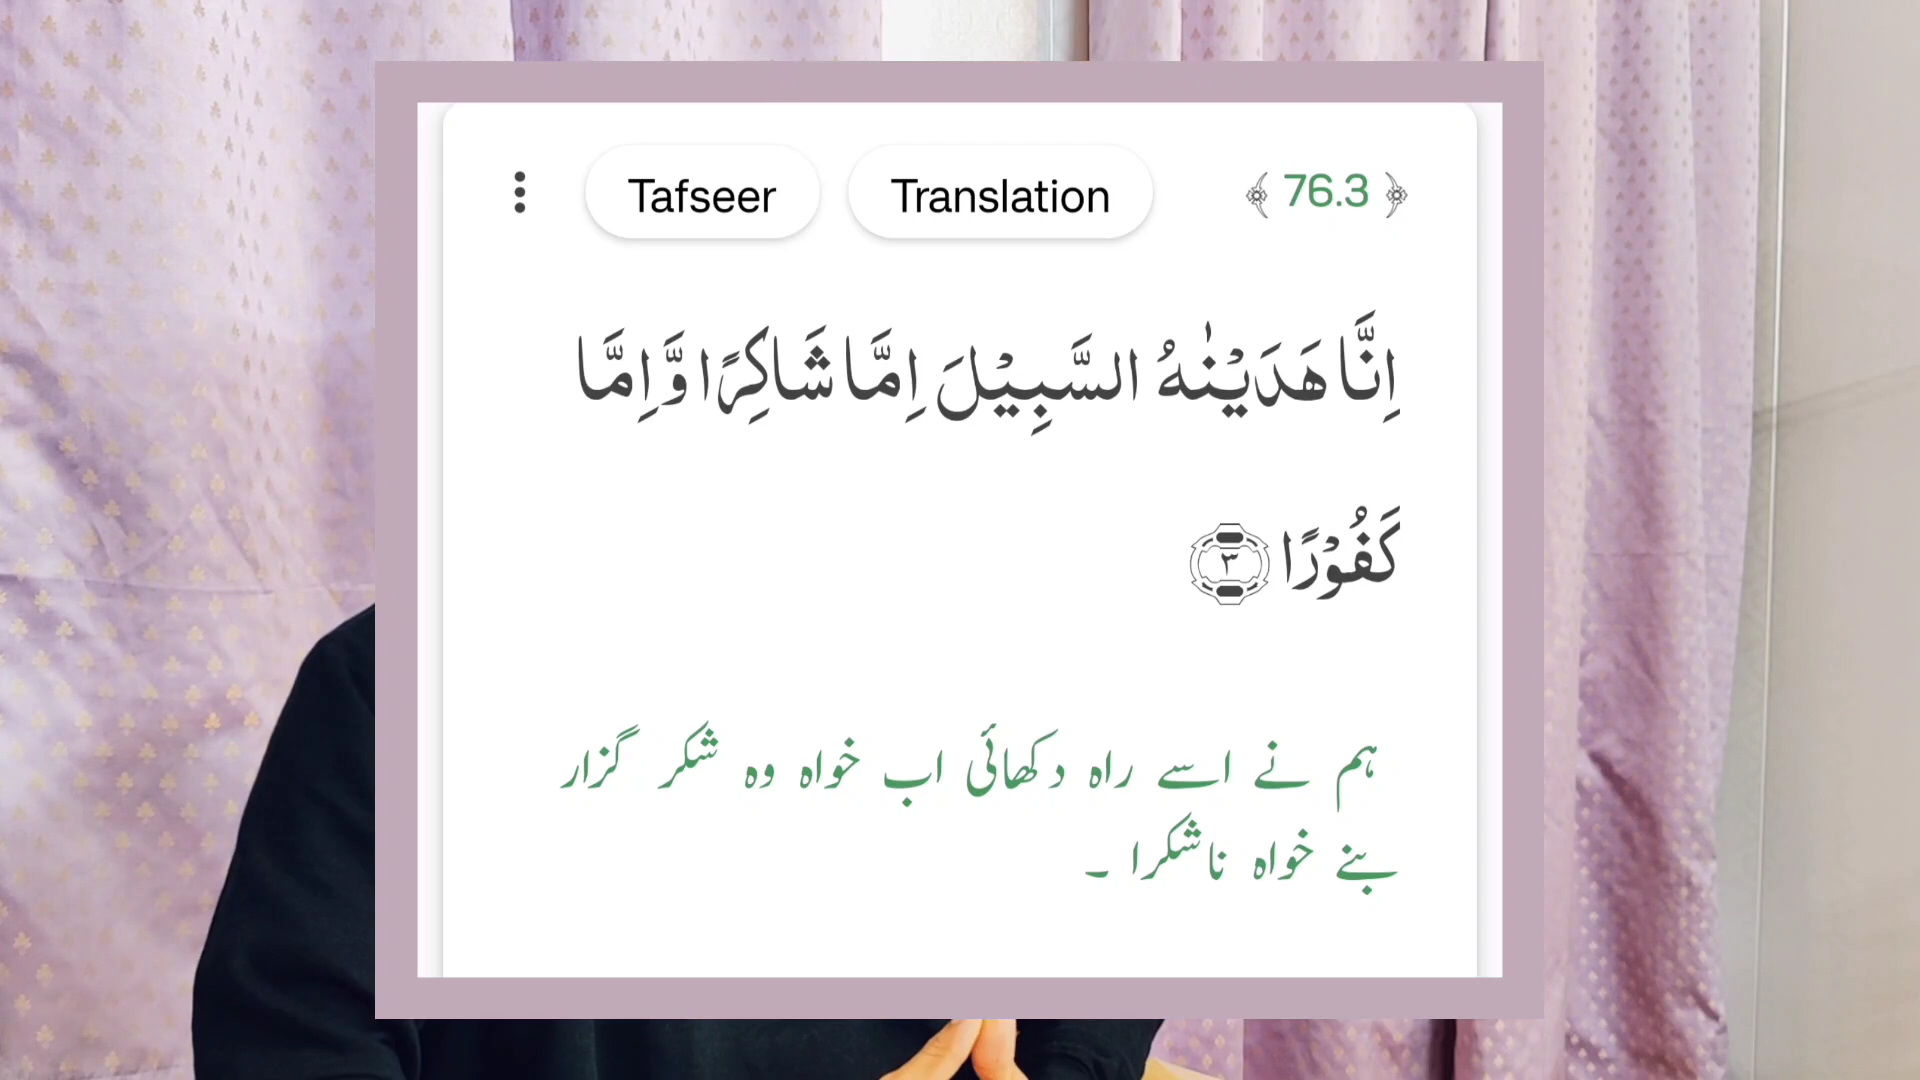 Tafseer Translation ﴾ 76.3 ﴿
اِنَّا هَدَيْنٰهُ السَّبِيْلَ اِمَّا شَاكِرًا وَّ اِمَّا
كَفُوْرًا ۳
ہم نے اسے راہ دکھائی اب خواہ وہ شکر گزار
بنے خواہ ناشکرا ۔